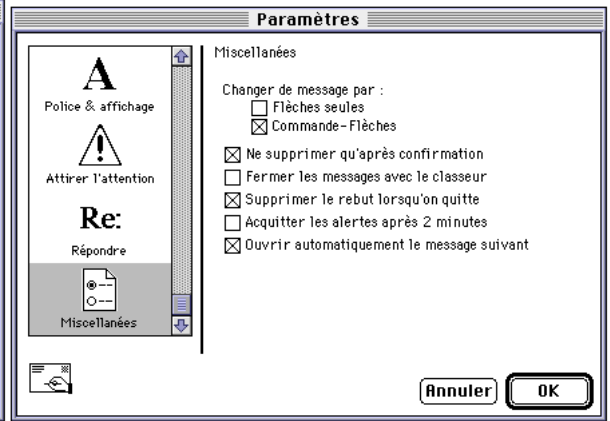 Paramètres
A
Police & affichage
Attirer l'attention
Re:
Répondre
Miscellanées
Miscellanées
Changer de message par :
Flèches seules
Commande-Flèches
Ne supprimer qu'après confirmation
Fermer les messages avec le classeur
Supprimer le rebut lorsqu'on quitte
Acquitter les alertes après 2 minutes
Ouvrir automatiquement le message suivant
Annuler
OK